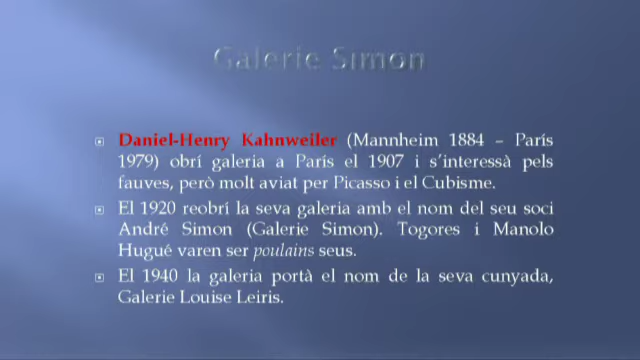 Galerie Simon
Daniel-Henry Kahnweiler (Mannheim 1884 – París
1979) obrí galeria a París el 1907 i s'interessà pels
fauves, però molt aviat per Picasso i el Cubisme.
El 1920 reobrí la seva galeria amb el nom del seu soci
André Simon (Galerie Simon). Togores i Manolo
Hugué varen ser poulains seus.
El 1940 la galeria portà el nom de la seva cunyada,
Galerie Louise Leiris.